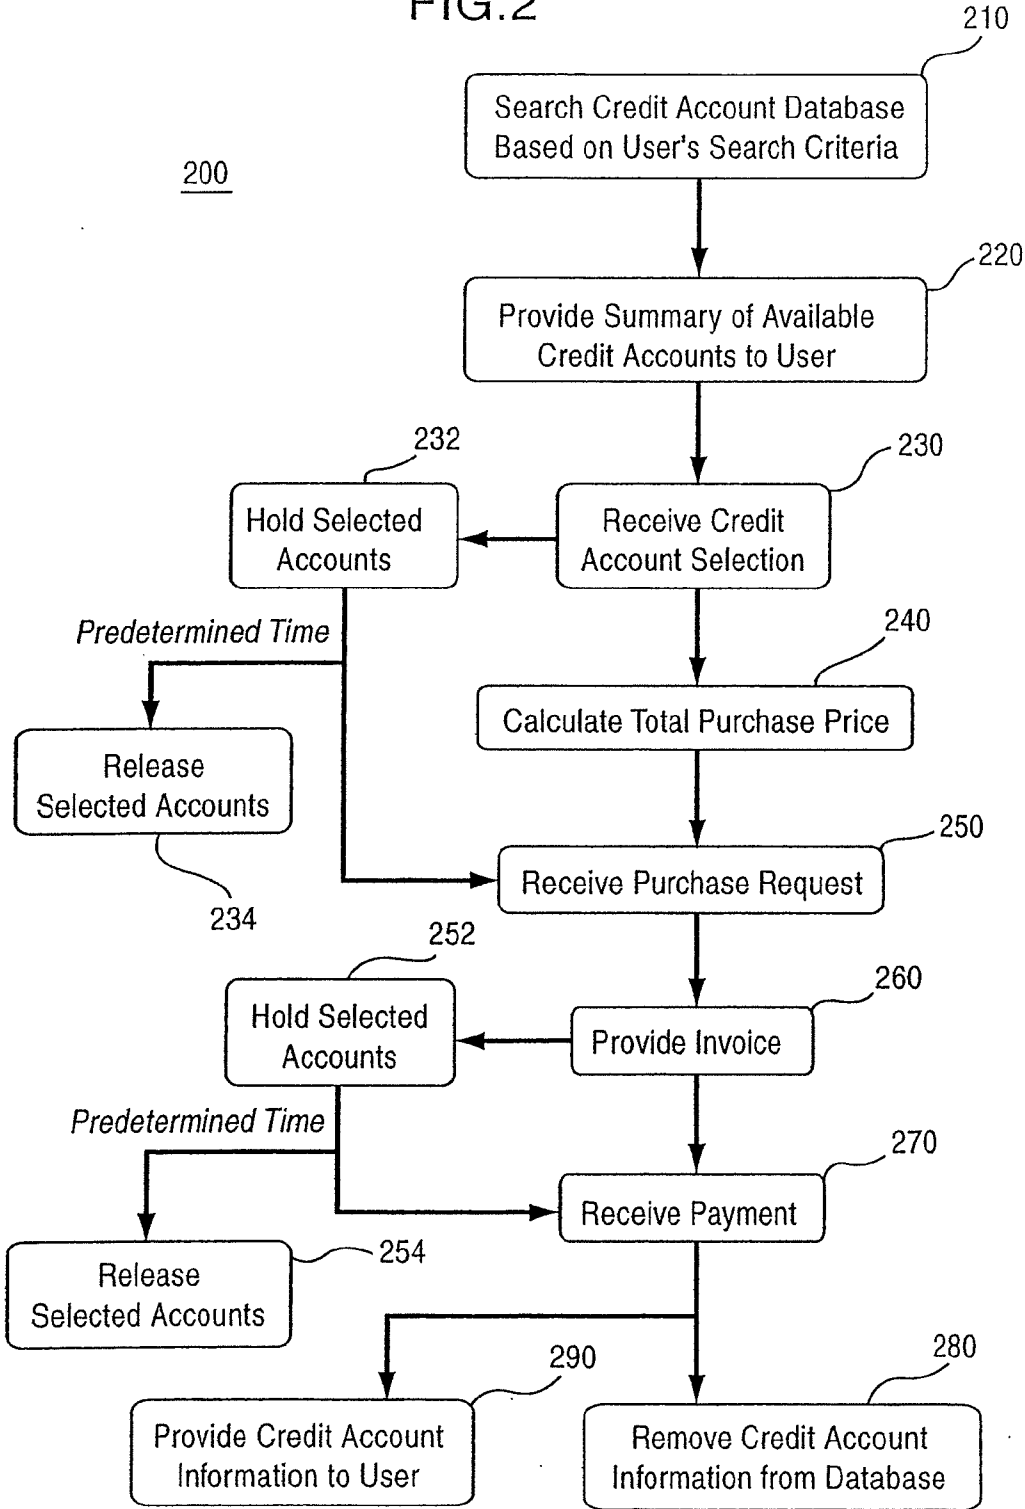 FIG.2
210
Search Credit Account Database
Based on User's Search Criteria
200
220
Provide Summary of Available
Credit Accounts to User
232
230
Hold Selected
Accounts
Receive Credit
Account Selection
Predetermined Time
240
Calculate Total Purchase Price
Release
Selected Accounts
234
250
Receive Purchase Request
252
260
Hold Selected
Accounts
Provide Invoice
Predetermined Time
270
Receive Payment
254
Release
Selected Accounts
290
280
Provide Credit Account
Information to User
Remove Credit Account
Information from Database